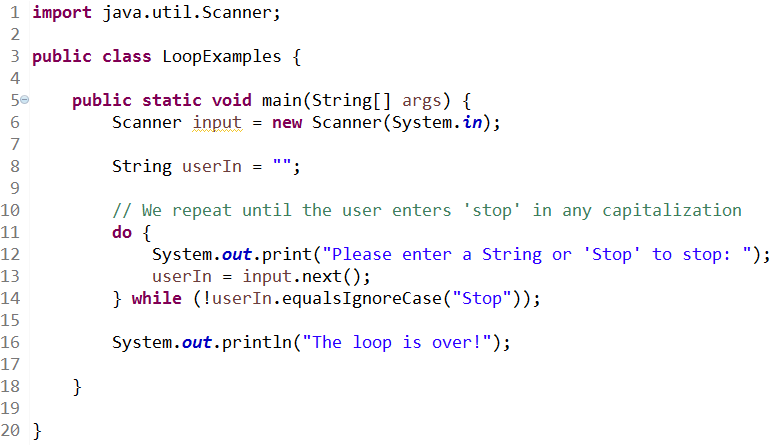 1 import java.util.Scanner;
2
3 public class LoopExamples {
4
5     public static void main(String[] args) {
6         Scanner input = new Scanner(System.in);
7
8         String userIn = "";
9
10         // We repeat until the user enters 'stop' in any capitalization
11         do {
12             System.out.print("Please enter a String or 'Stop' to stop: ");
13             userIn = input.next();
14         } while (!userIn.equalsIgnoreCase("Stop"));
15
16         System.out.println("The loop is over!");
17
18     }
19
20 }